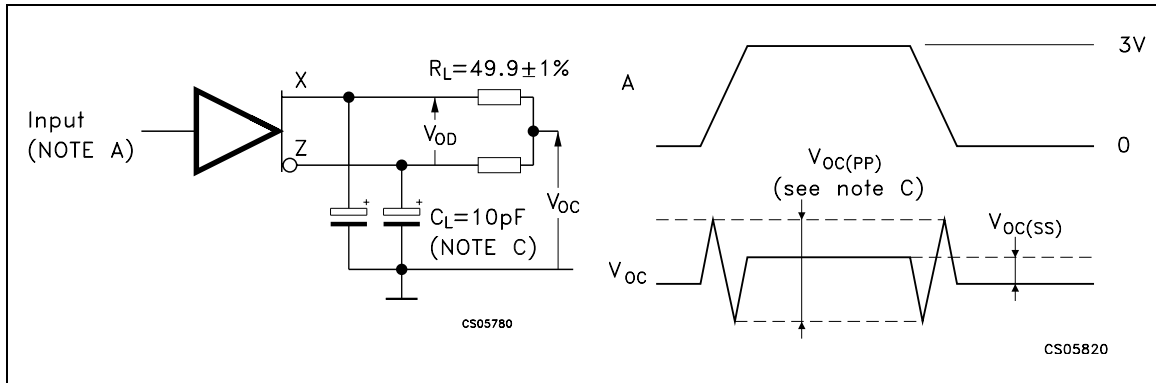 Input
(NOTE A)
X
Z
R_L=49.9±1%
V_OD
V_OC
C_L=10pF
(NOTE C)
CS05780
A
3V
0
V_OC(PP)
(see note C)
V_OC(SS)
V_OC
CS05820
+
+